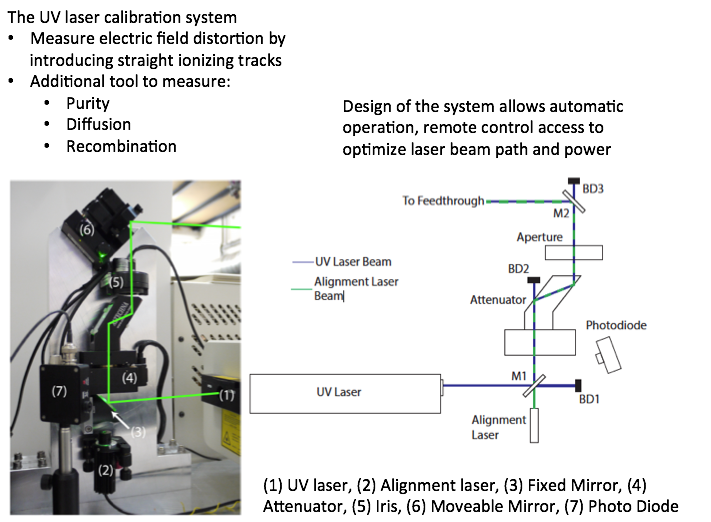 The UV laser calibration system
• Measure electric field distortion by
introducing straight ionizing tracks
• Additional tool to measure:
• Purity
• Diffusion
• Recombination
Design of the system allows automatic
operation, remote control access to
optimize laser beam path and power
(6)
(5)
(4)
(7)
(1)
(3)
(2)
BD3
To Feedthrough
M2
Aperture
UV Laser Beam
BD2
Alignment Laser
Beam
Attenuator
Photodiode
M1
UV Laser
BD1
Alignment
Laser
(1) UV laser, (2) Alignment laser, (3) Fixed Mirror, (4)
Attenuator, (5) Iris, (6) Moveable Mirror, (7) Photo Diode